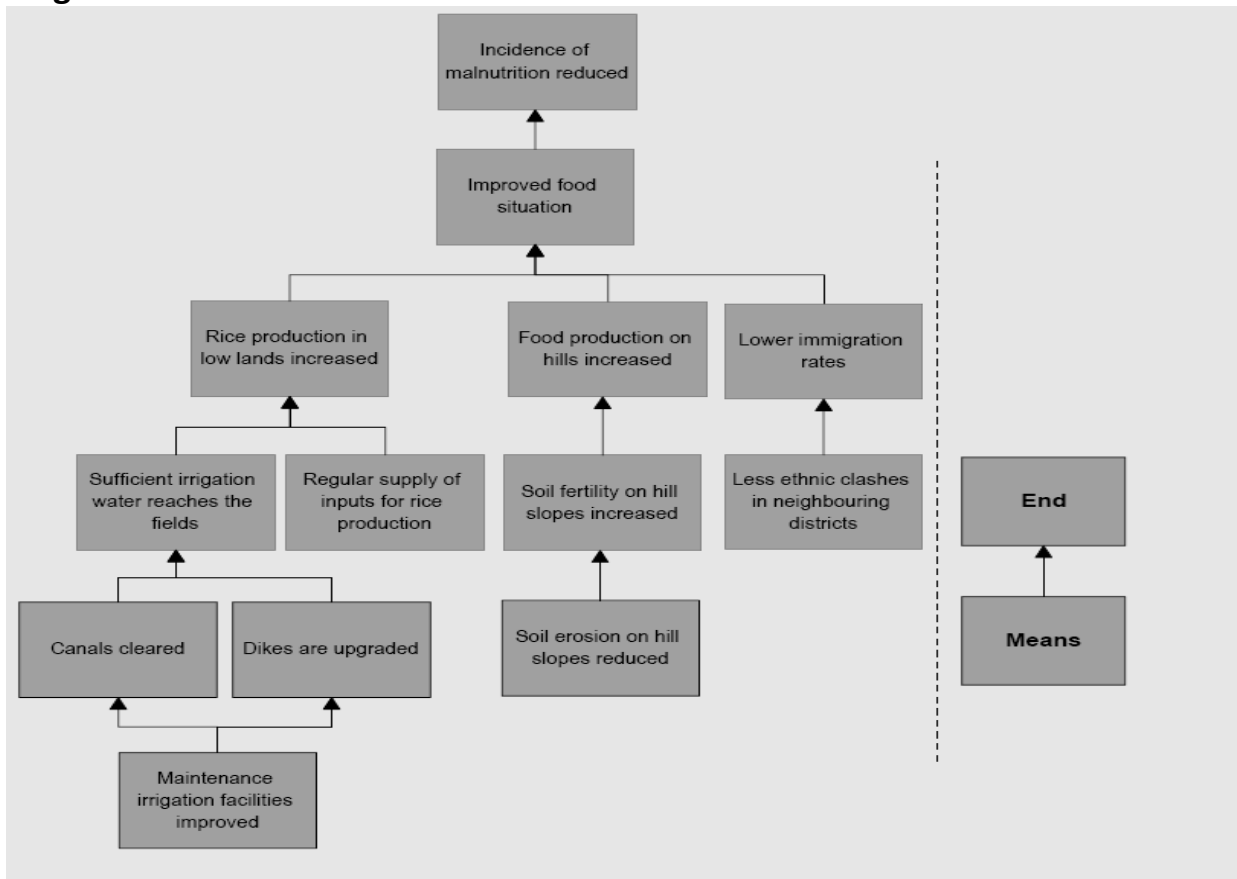 Incidence of
malnutrition reduced
Improved food
situation
Rice production in
low lands increased
Food production on
hills increased
Lower immigration
rates
Sufficient irrigation
water reaches the
fields
Regular supply of
inputs for rice
production
Soil fertility on hill
slopes increased
Less ethnic clashes
in neighbouring
districts
End
Canals cleared
Dikes are upgraded
Soil erosion on hill
slopes reduced
Means
Maintenance
irrigation facilities
improved